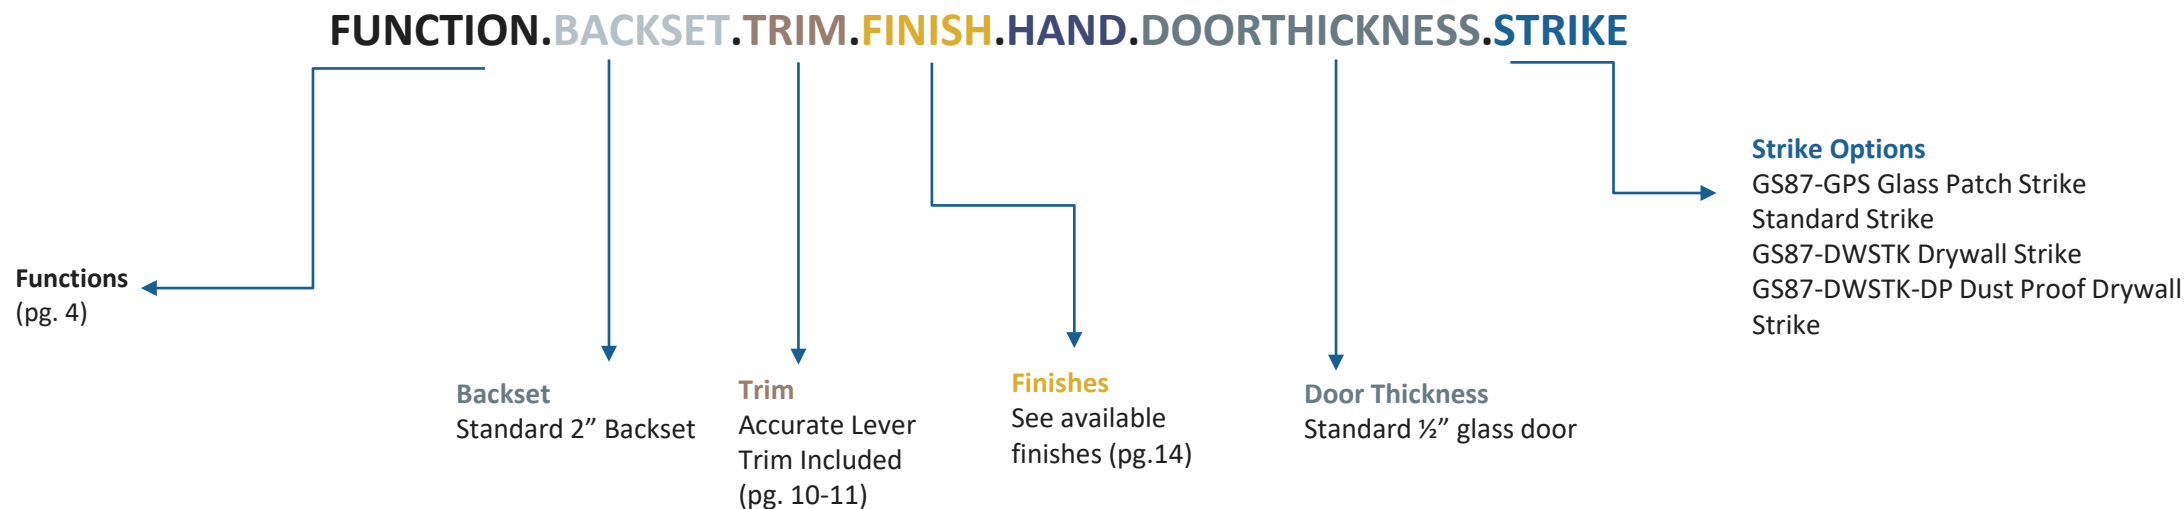 FUNCTION.BACKSET.TRIM.FINISH.HAND.DOORTHICKNESS.STRIKE
Functions
(pg. 4)
Backset
Standard 2” Backset
Trim
Accurate Lever
Trim Included
(pg. 10-11)
Finishes
See available
finishes (pg.14)
Door Thickness
Standard ½” glass door
Strike Options
GS87-GPS Glass Patch Strike
Standard Strike
GS87-DWSTK Drywall Strike
GS87-DWSTK-DP Dust Proof Drywall
Strike